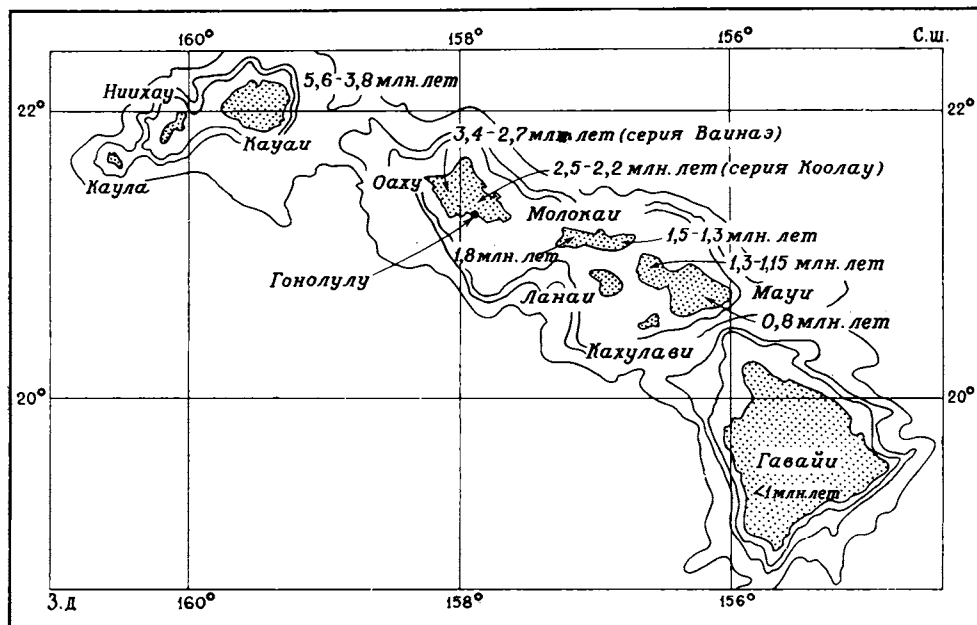 160° 158° 156° С.ш.
Ниихау
5,6-3,8 млн. лет
22°
Кауаи
3,4-2,7 млн лет (серия Ваинаэ)
Каула
2,5-2,2 млн. лет (серия Коолау)
Оаху
Молокаи
1,5-1,3 млн. лет
1,8 млн. лет)
1,3-1,15 млн. лет
Гонолулу
Ланаи
Мауи
0,8 млн. лет
Кахулави
20° 20°
Гавайи
<1 млн. лет
З.д 160° 158° 156°